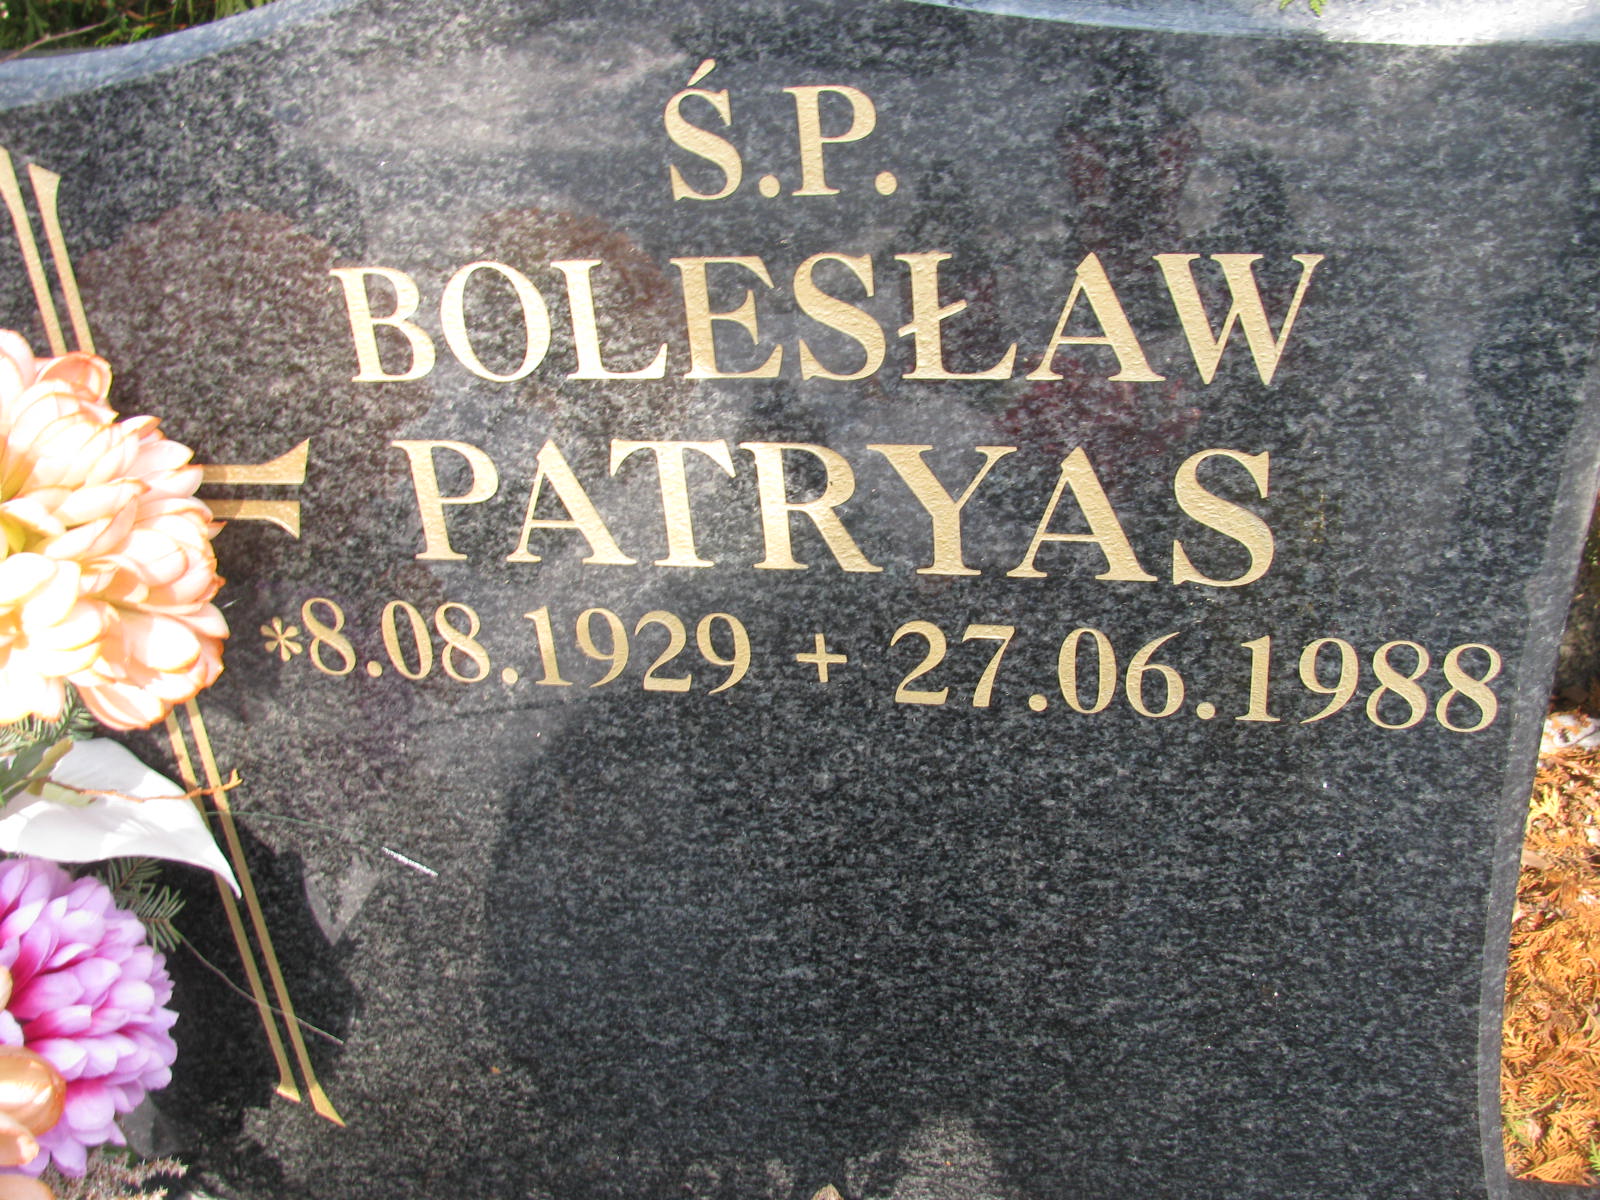 Ś.P.
BOLESŁAW
PATRYAS
*8.08.1929 + 27.06.1988